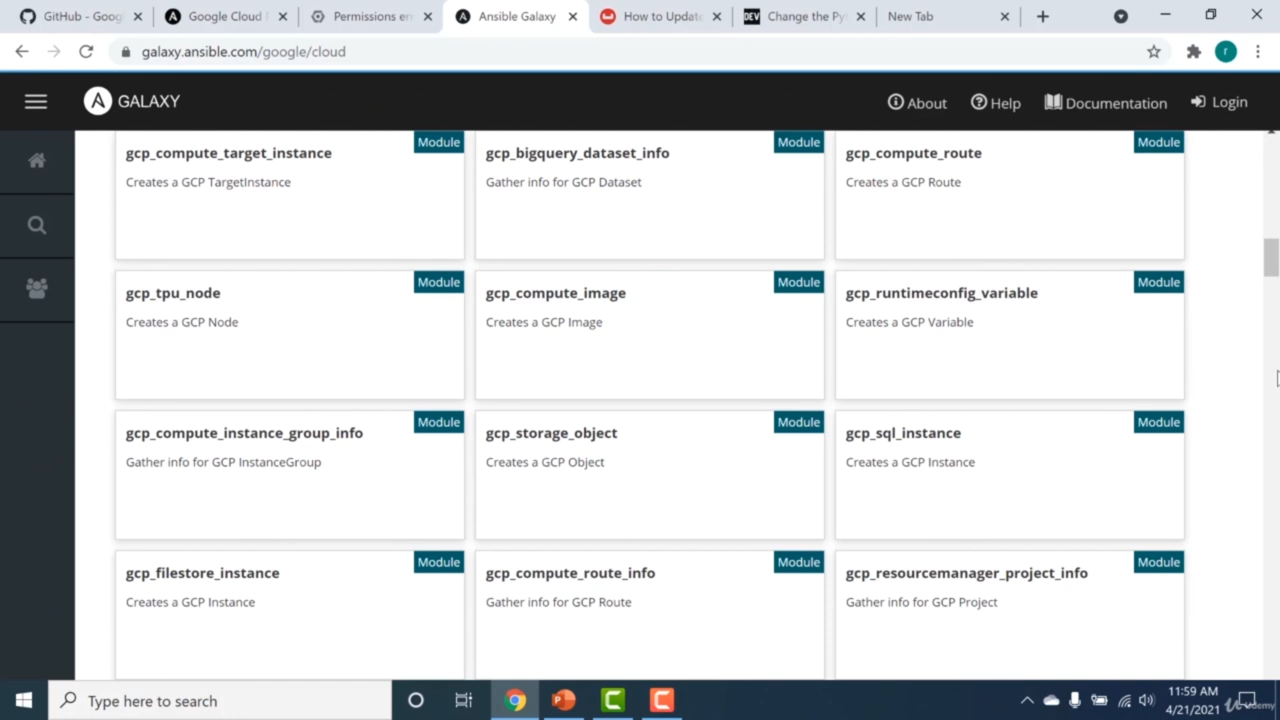 GitHub - Goog
Google Cloud
Permissions er
Ansible Galaxy
How to Update
DEV
Change the Py
New Tab
galaxy.ansible.com/google/cloud
r
A GALAXY
About
Help
Documentation
Login
gcp_compute_target_instance
Module
Creates a GCP TargetInstance
gcp_bigquery_dataset_info
Module
Gather info for GCP Dataset
gcp_compute_route
Module
Creates a GCP Route
gcp_tpu_node
Module
Creates a GCP Node
gcp_compute_image
Module
Creates a GCP Image
gcp_runtimeconfig_variable
Module
Creates a GCP Variable
gcp_compute_instance_group_info
Module
Gather info for GCP InstanceGroup
gcp_storage_object
Module
Creates a GCP Object
gcp_sql_instance
Module
Creates a GCP Instance
gcp_filestore_instance
Module
Creates a GCP Instance
gcp_compute_route_info
Module
Gather info for GCP Route
gcp_resourcemanager_project_info
Module
Gather info for GCP Project
Type here to search
11:59 AM
4/21/2021
Udemy